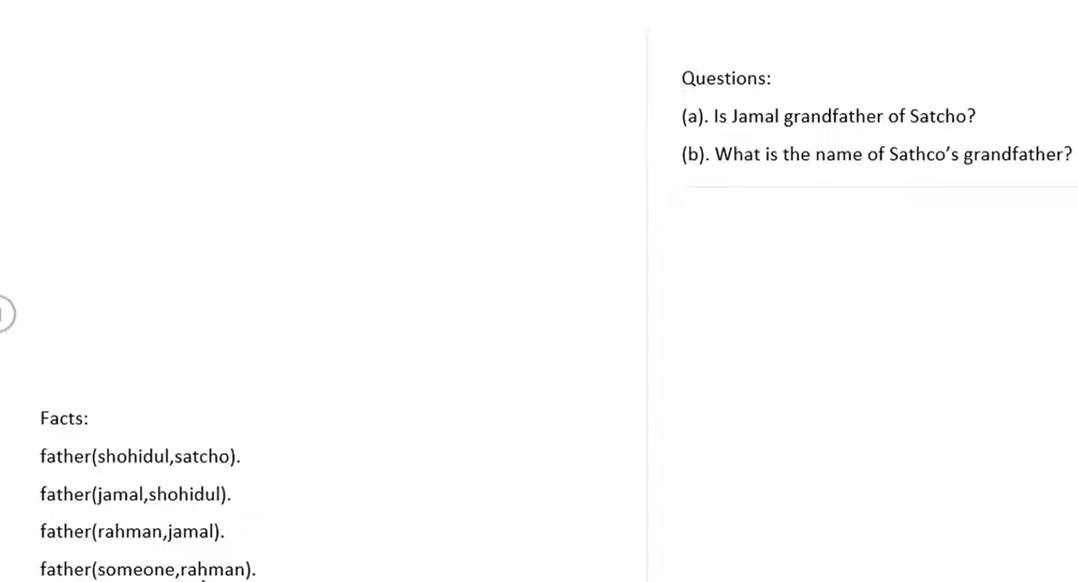 Questions:
(a). Is Jamal grandfather of Satcho?
(b). What is the name of Sathco’s grandfather?
Facts:
father(shohidul,satcho).
father(jamal,shohidul).
father(rahman,jamal).
father(someone,rahman).